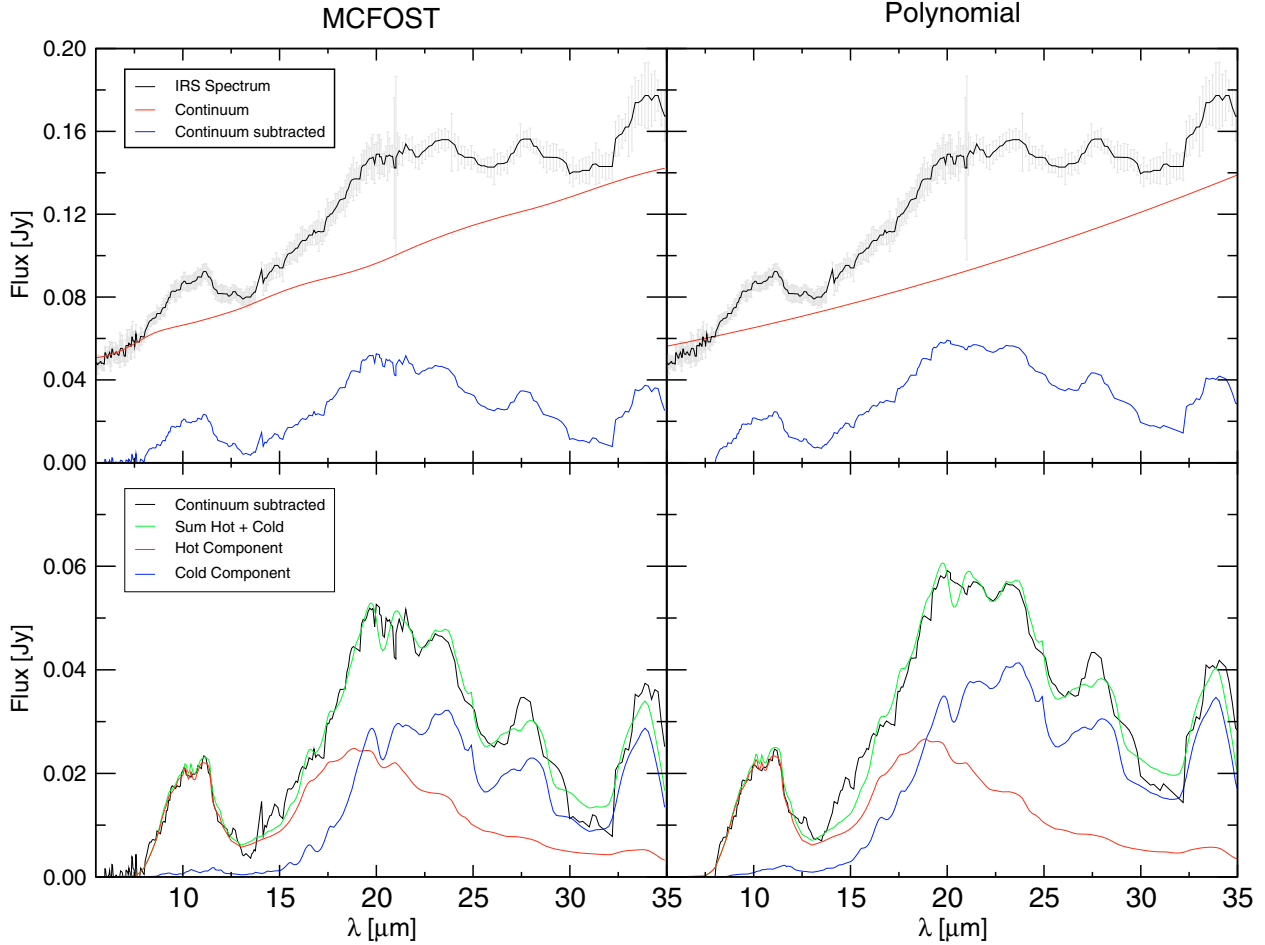 MCFOST
Polynomial
0.20
0.16
0.12
0.08
0.04
0.00
Flux [Jy]
IRS Spectrum
Continuum
Continuum subtracted
0.06
0.04
0.02
0.00
Flux [Jy]
Continuum subtracted
Sum Hot + Cold
Hot Component
Cold Component
10 15 20 25 30 35
10 15 20 25 30 35
λ [μm]
λ [μm]